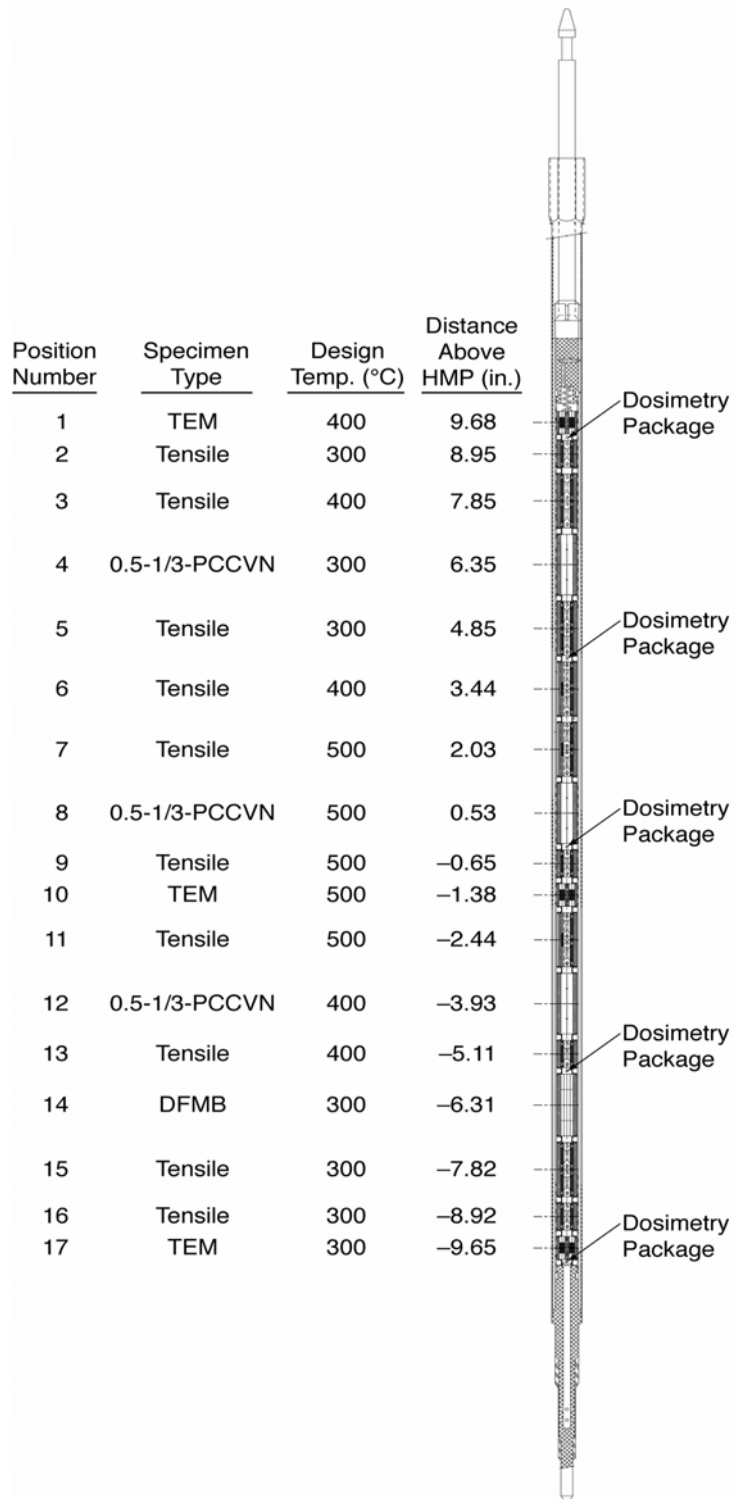 Position Number Specimen Type Design Temp. (°C) Distance Above HMP (in.)
1 TEM 400 9.68
Dosimetry Package
2 Tensile 300 8.95
3 Tensile 400 7.85
4 0.5-1/3-PCCVN 300 6.35
5 Tensile 300 4.85
Dosimetry Package
6 Tensile 400 3.44
7 Tensile 500 2.03
8 0.5-1/3-PCCVN 500 0.53
Dosimetry Package
9 Tensile 500 –0.65
10 TEM 500 –1.38
11 Tensile 500 –2.44
12 0.5-1/3-PCCVN 400 –3.93
13 Tensile 400 –5.11
Dosimetry Package
14 DFMB 300 –6.31
15 Tensile 300 –7.82
16 Tensile 300 –8.92
17 TEM 300 –9.65
Dosimetry Package